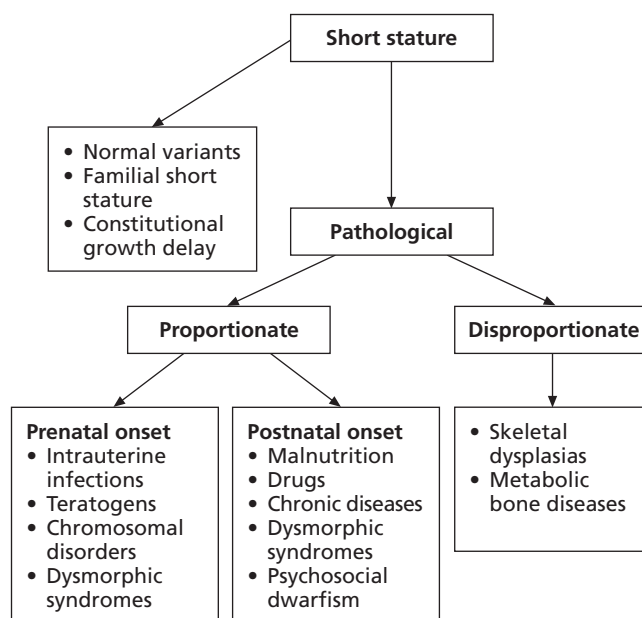 Short stature
• Normal variants
• Familial short
stature
• Constitutional
growth delay
Pathological
Proportionate
Disproportionate
Prenatal onset
• Intrauterine
infections
• Teratogens
• Chromosomal
disorders
• Dysmorphic
syndromes
Postnatal onset
• Malnutrition
• Drugs
• Chronic diseases
• Dysmorphic
syndromes
• Psychosocial
dwarfism
• Skeletal
dysplasias
• Metabolic
bone diseases